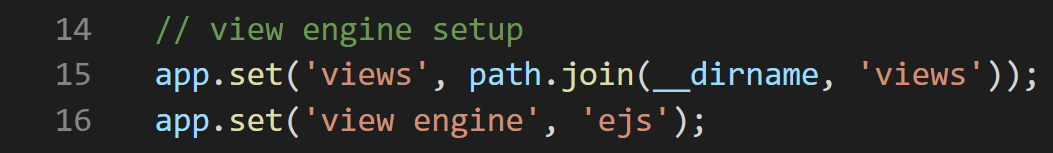 14 // view engine setup
15 app.set('views', path.join(__dirname, 'views'));
16 app.set('view engine', 'ejs');